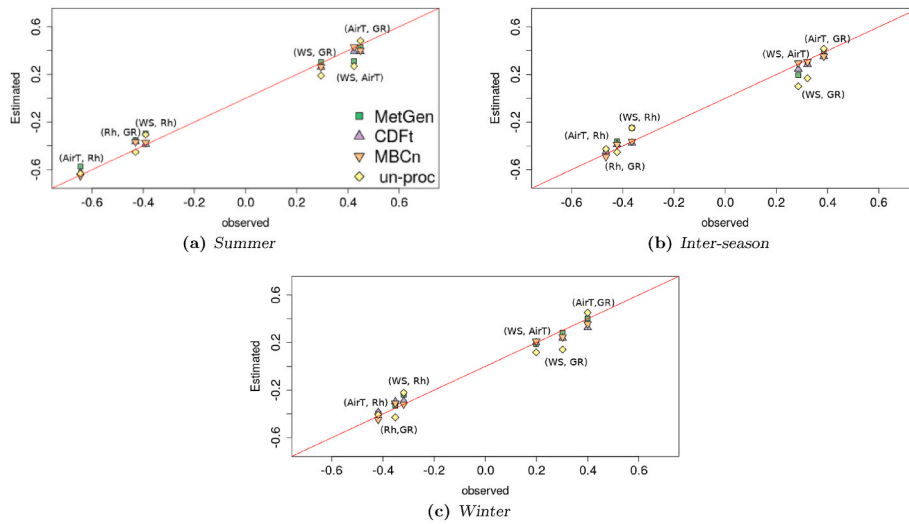 0.6
0.2
-0.2
-0.6
Estimated
(AirT, GR)
(WS, GR)
(WS, AirT)
(WS, Rh)
(Rh, GR)
(AirT, Rh)
MetGen
CDFt
MBCn
un-proc
-0.6 -0.4 -0.2 0.0 0.2 0.4 0.6
observed
(a) Summer
0.6
0.2
-0.2
-0.6
Estimated
(AirT, GR)
(WS, AirT)
(WS, GR)
(WS, Rh)
(AirT, Rh)
(Rh, GR)
-0.6 -0.4 -0.2 0.0 0.2 0.4 0.6
observed
(b) Inter-season
0.6
0.2
-0.2
-0.6
Estimated
(AirT,GR)
(WS, AirT)
(WS, GR)
(WS, Rh)
(AirT, Rh)
(Rh,GR)
-0.6 -0.4 -0.2 0.0 0.2 0.4 0.6
observed
(c) Winter